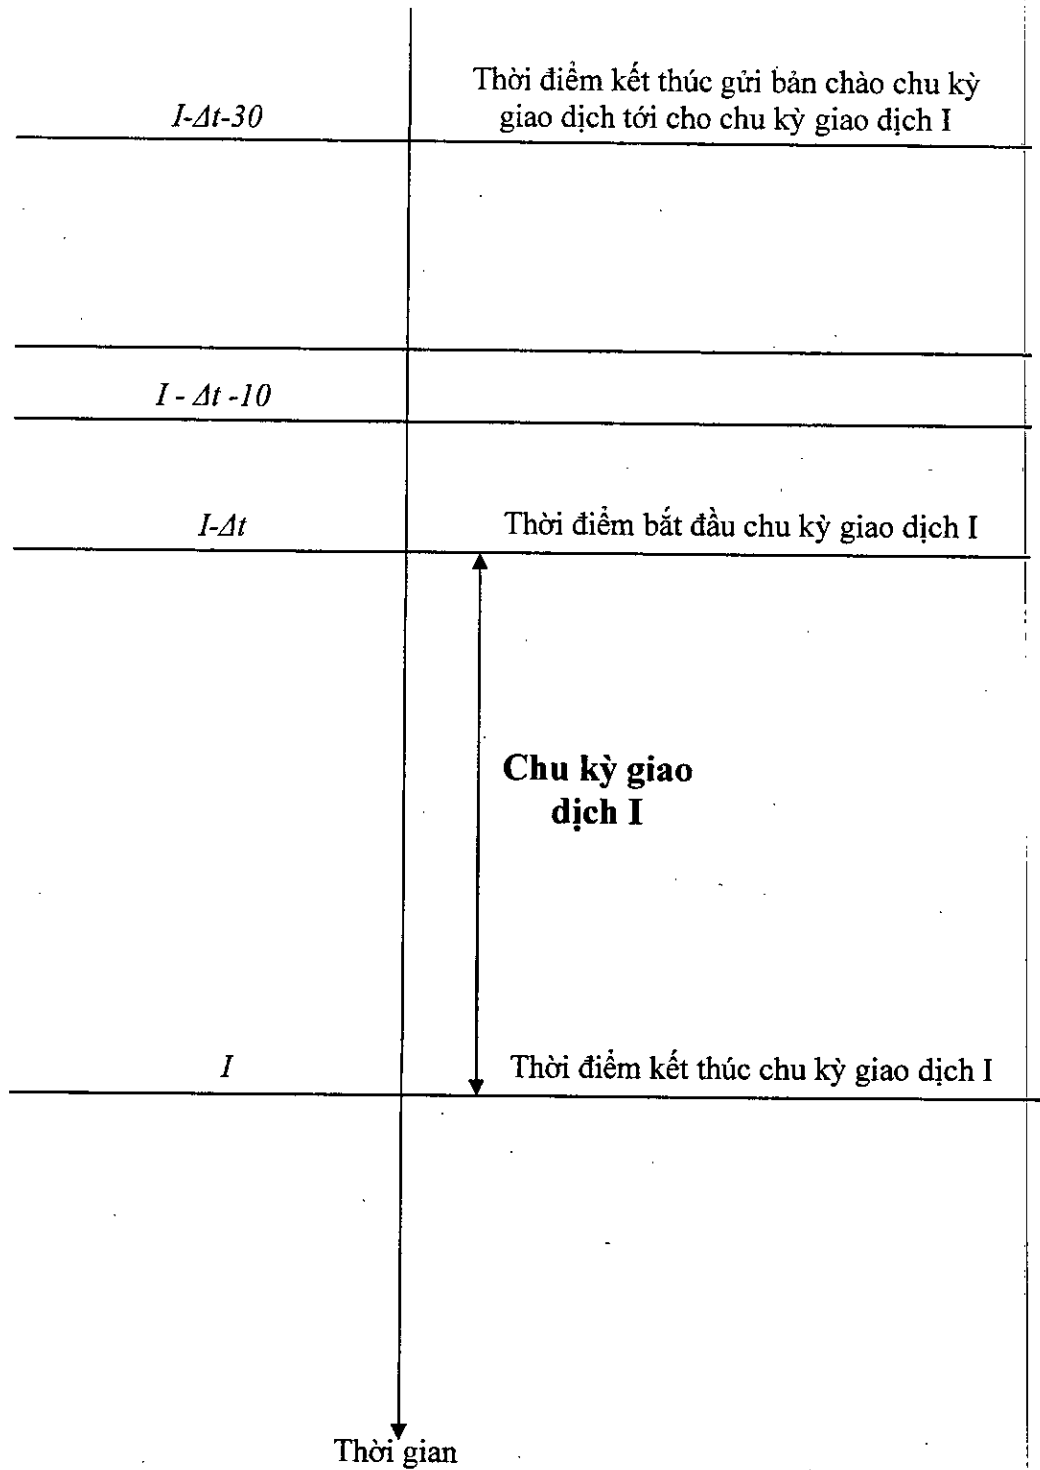 I-Δt-30
Thời điểm kết thúc gửi bản chào chu kỳ
giao dịch tới cho chu kỳ giao dịch I
I - Δt -10
I-Δt
Thời điểm bắt đầu chu kỳ giao dịch I
Chu kỳ giao
dịch I
I
Thời điểm kết thúc chu kỳ giao dịch I
Thời gian